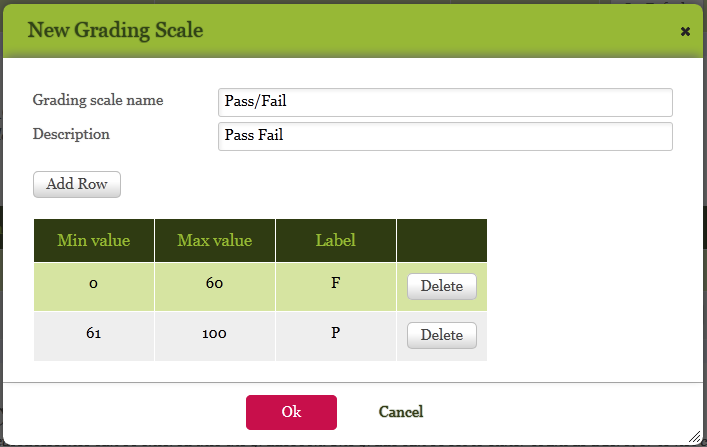 New Grading Scale
Grading scale name Pass/Fail
Description Pass Fail
Add Row
Min value Max value Label
0 60 F Delete
61 100 P Delete
Ok Cancel